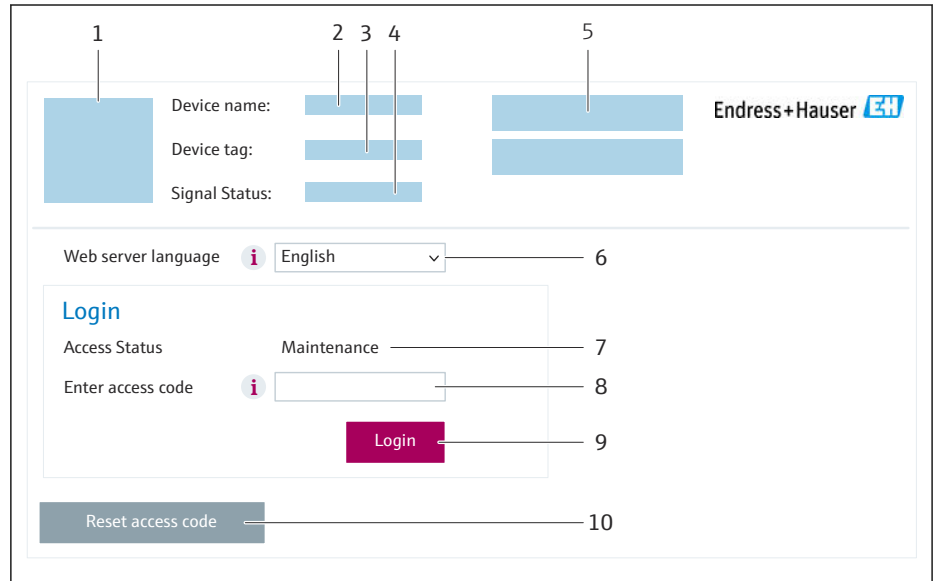 1 2 3 4 5
Device name:
Endress+Hauser EH
Device tag:
Signal Status:
Web server language i English 6
Login
Access Status Maintenance 7
Enter access code i 8
Login 9
Reset access code 10